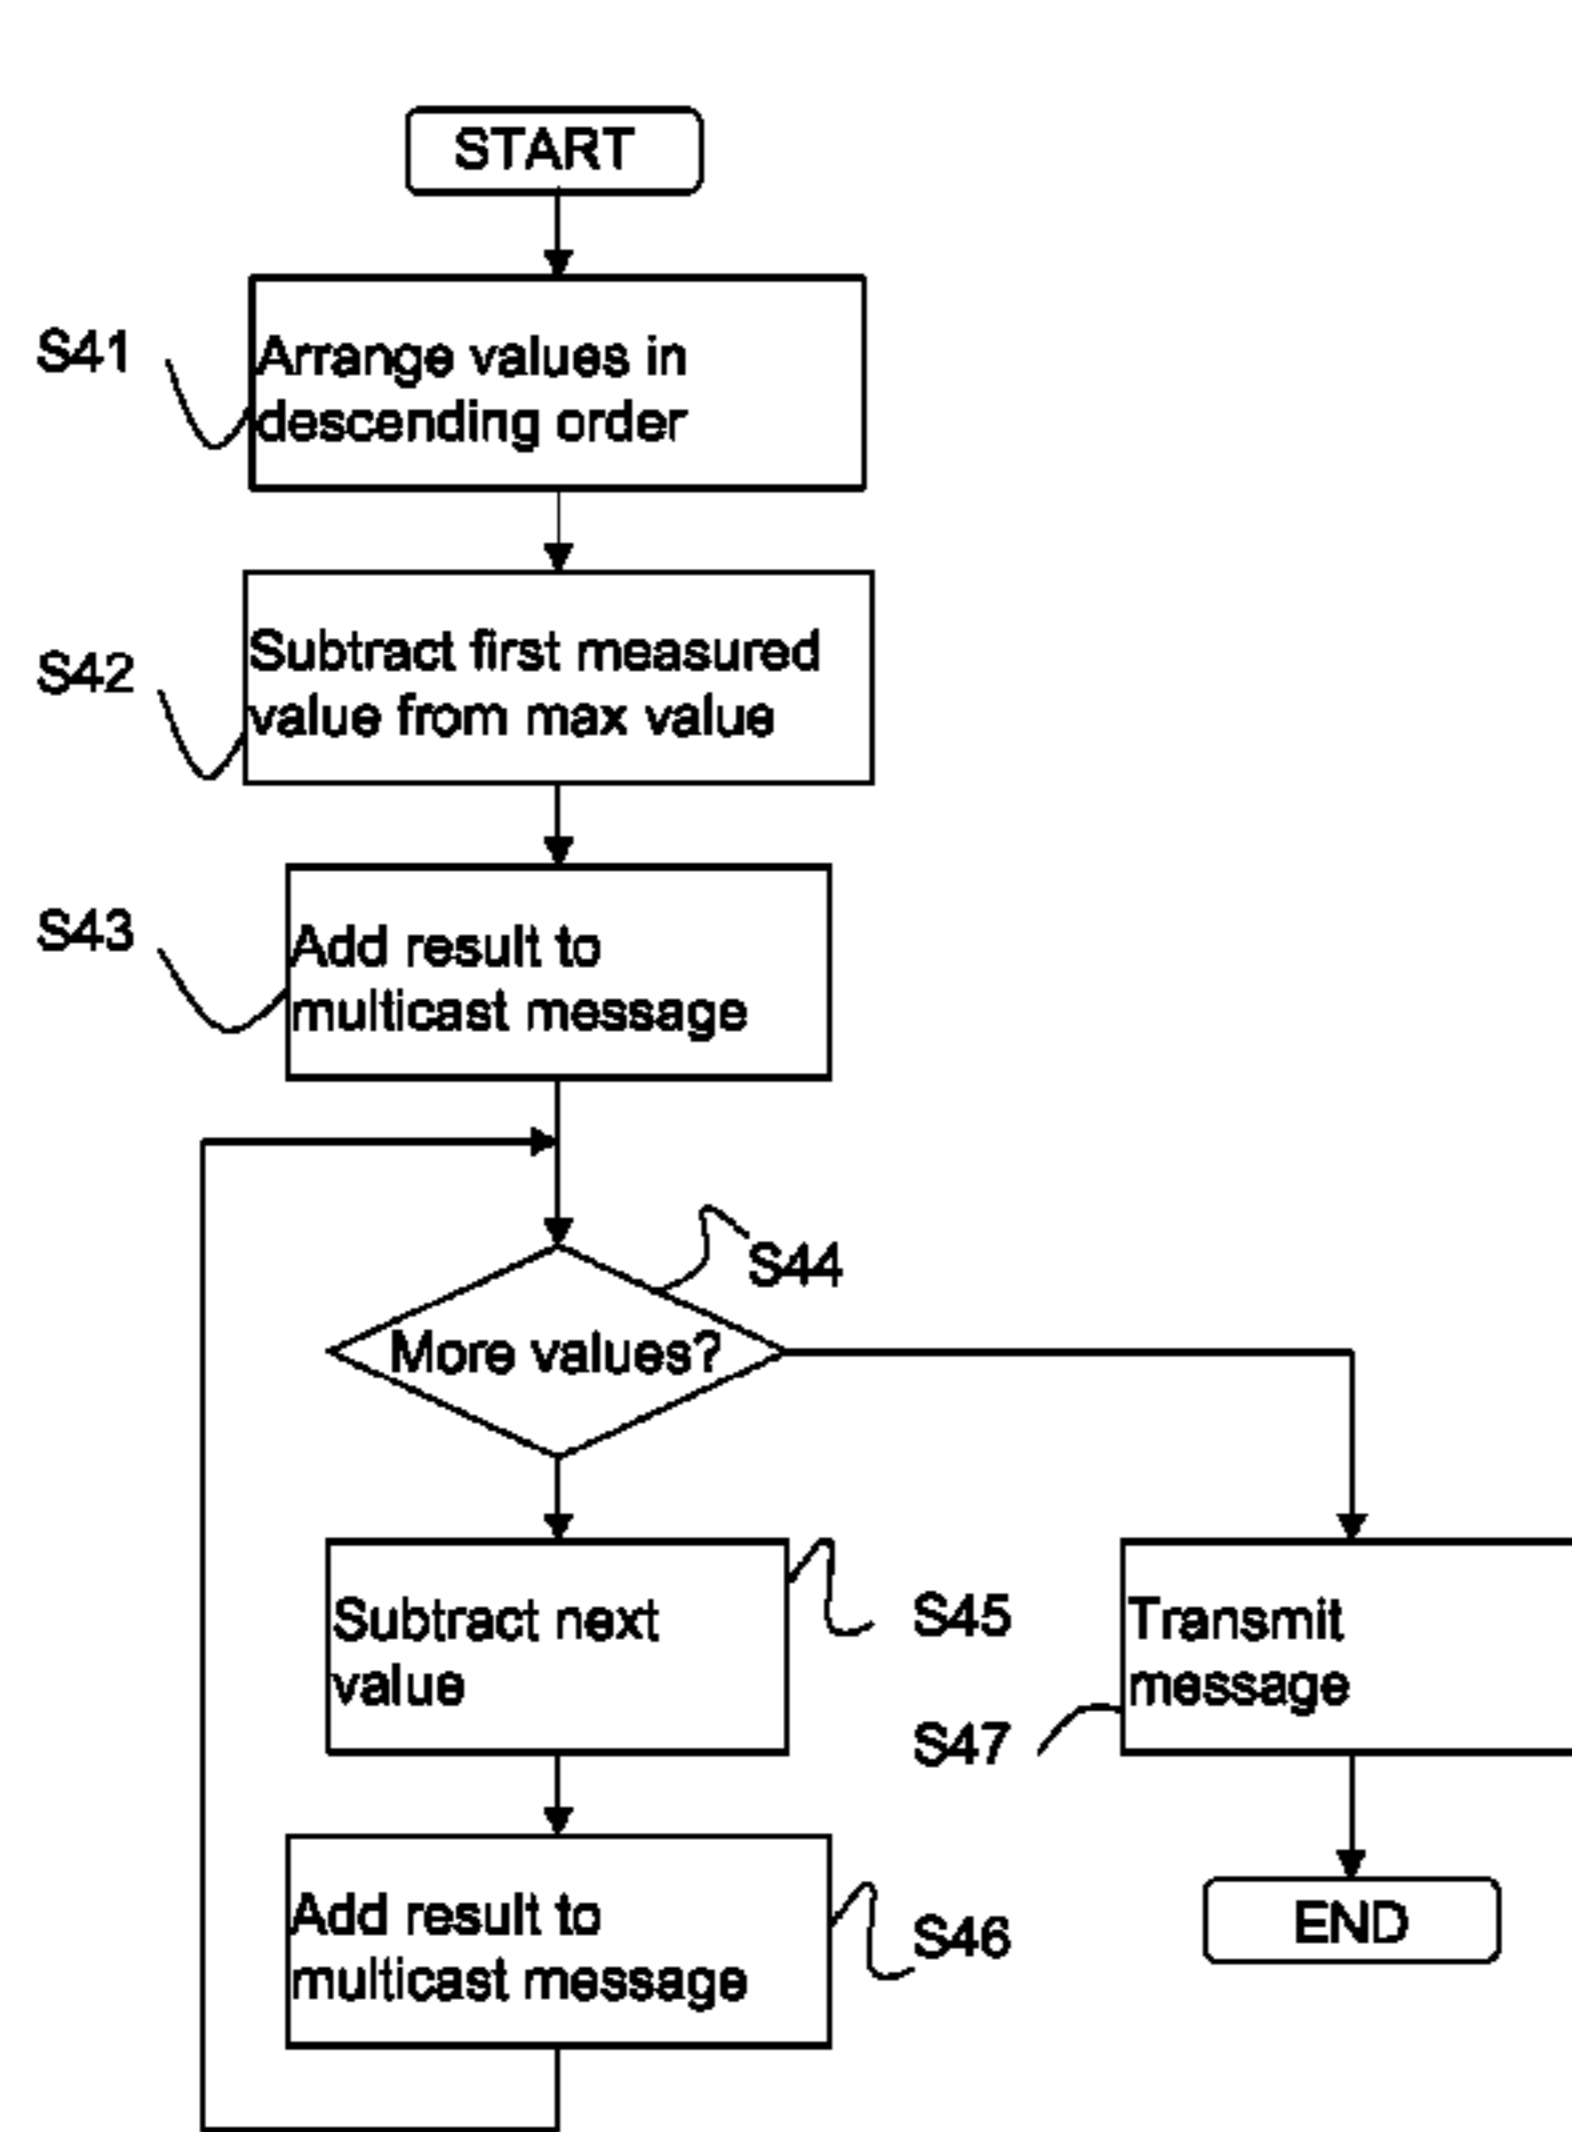 START
S41
Arrange values in
descending order
S42
Subtract first measured
value from max value
S43
Add result to
multicast message
S44
More values?
Subtract next
value
S45
Transmit
message
S47
Add result to
multicast message
S46
END